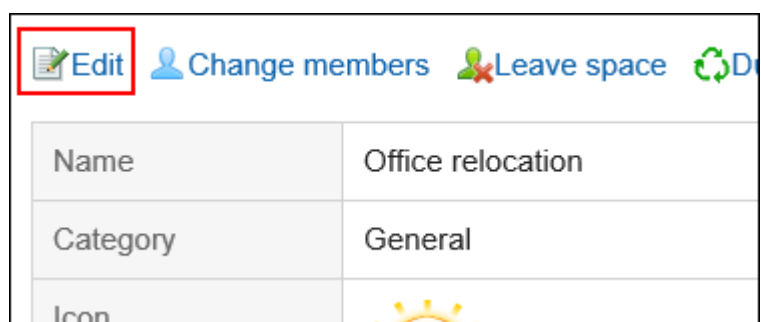 Edit Change members Leave space
Name Office relocation
Category General
Icon